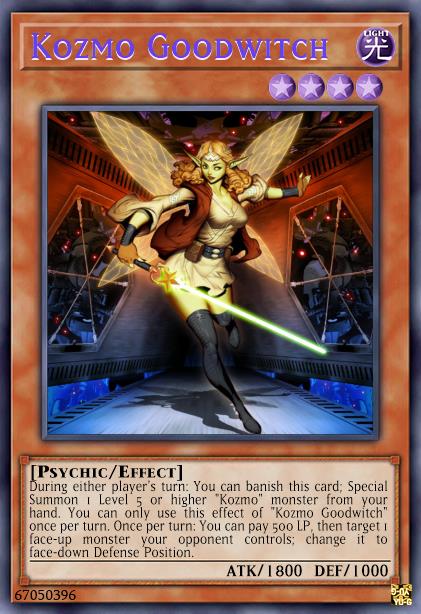 Kozmo Goodwitch
LIGHT
光
[Psychic/Effect]
During either player's turn: You can banish this card; Special
Summon 1 Level 5 or higher "Kozmo" monster from your
hand. You can only use this effect of "Kozmo Goodwitch"
once per turn. Once per turn: You can pay 500 LP, then target 1
face-up monster your opponent controls; change it to
face-down Defense Position.
ATK/1800 DEF/1000
67050396